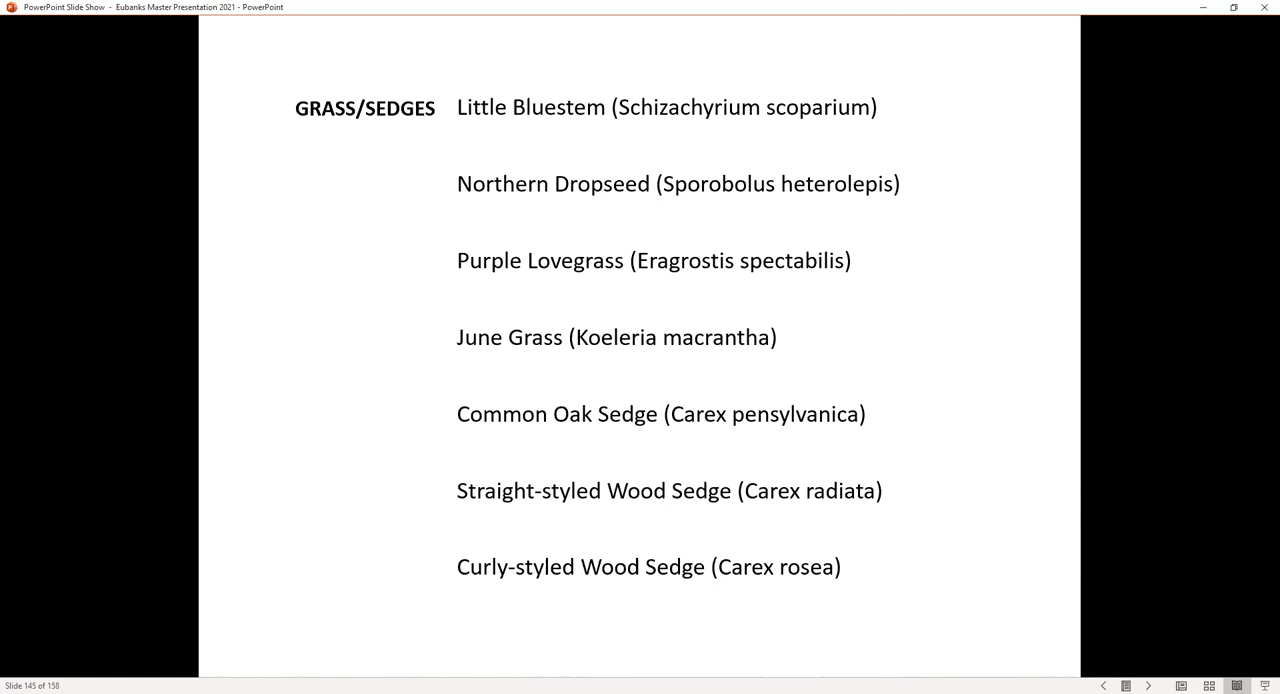 PowerPoint Slide Show - Eubanks Master Presentation 2021 - PowerPoint
GRASS/SEDGES Little Bluestem (Schizachyrium scoparium)
Northern Dropseed (Sporobolus heterolepis)
Purple Lovegrass (Eragrostis spectabilis)
June Grass (Koeleria macrantha)
Common Oak Sedge (Carex pensylvanica)
Straight-styled Wood Sedge (Carex radiata)
Curly-styled Wood Sedge (Carex rosea)
Slide 145 of 158